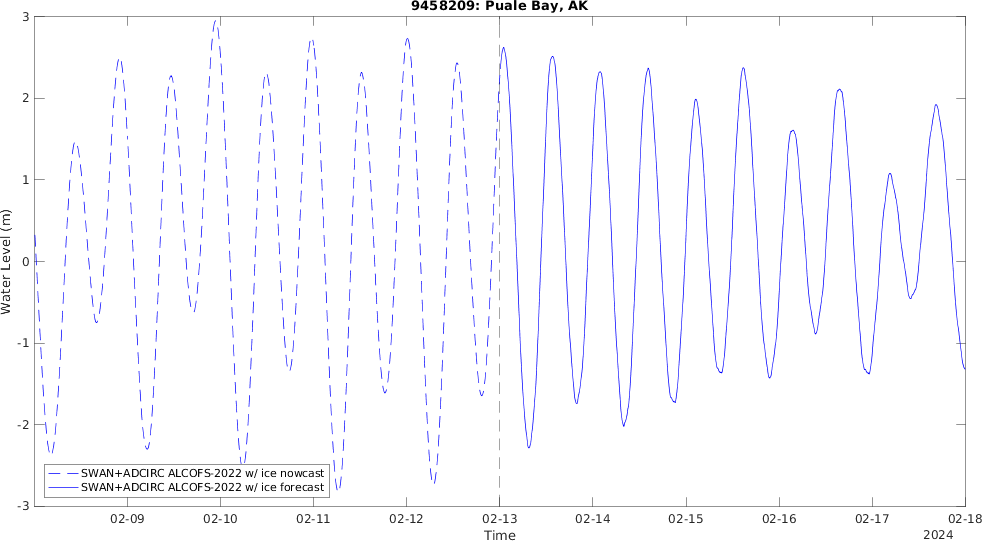 9458209: Puale Bay, AK
3
2
1
0
-1
-2
-3
Water Level (m)
SWAN+ADCIRC ALCOFS-2022 w/ ice nowcast
SWAN+ADCIRC ALCOFS-2022 w/ ice forecast
02-09 02-10 02-11 02-12 02-13 02-14 02-15 02-16 02-17 02-18
Time
2024